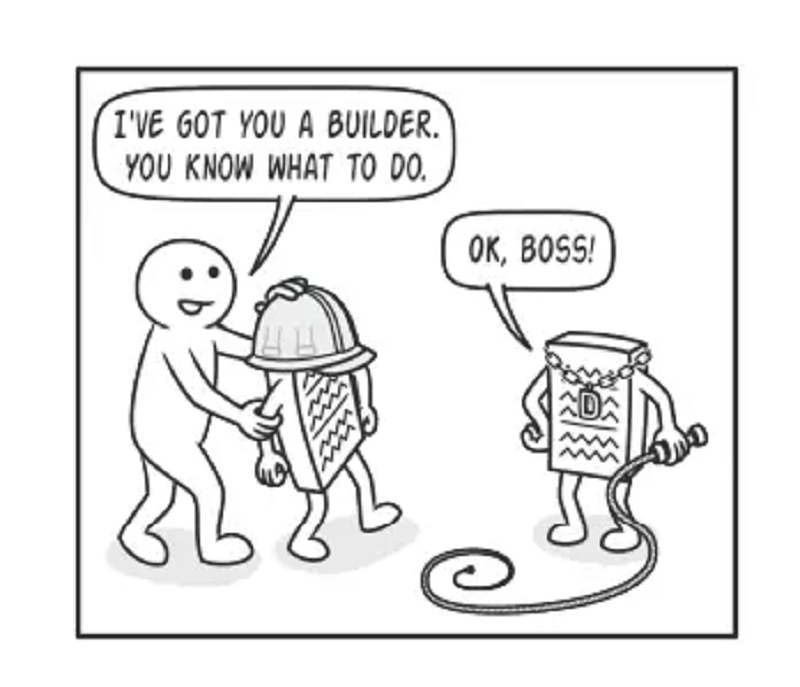 I'VE GOT YOU A BUILDER.
YOU KNOW WHAT TO DO.
OK, BOSS!
D